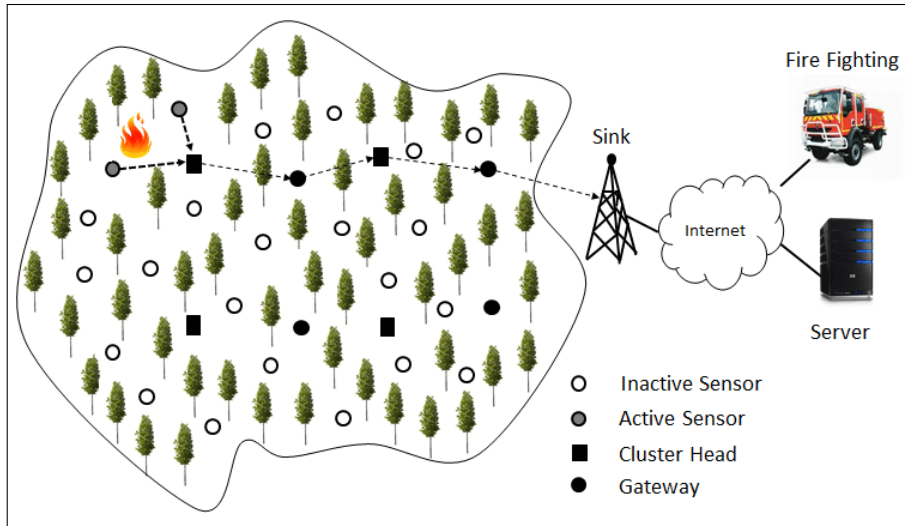 Fire Fighting
Sink
Internet
Server
Inactive Sensor
Active Sensor
Cluster Head
Gateway